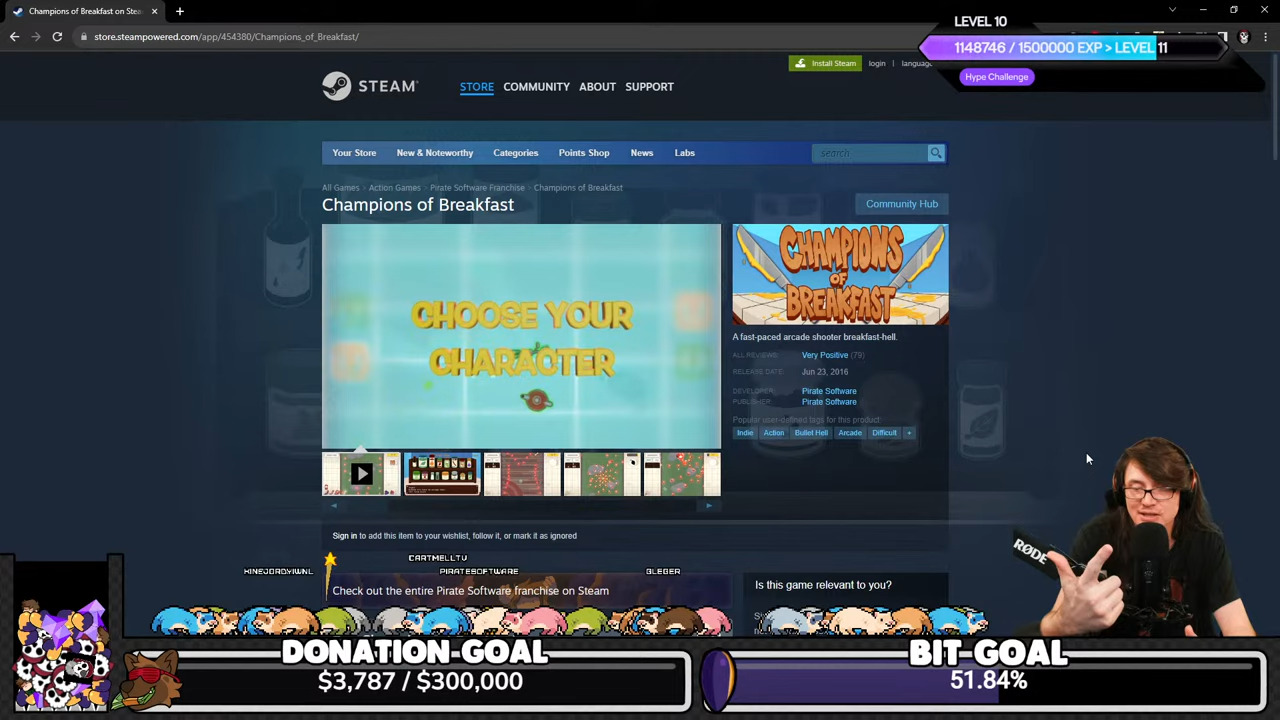 Champions of Breakfast on Stea
store.steampowered.com/app/454380/Champions_of_Breakfast/
LEVEL 10
1148746 / 1500000 EXP > LEVEL 11
Hype Challenge
Install Steam login
STEAM
STORE COMMUNITY ABOUT SUPPORT
Your Store New & Noteworthy Categories Points Shop News Labs search
All Games > Action Games > Pirate Software Franchise > Champions of Breakfast
Champions of Breakfast
Community Hub
CHOOSE YOUR
CHARACTER
CHAMPIONS
OF
BREAKFAST
A fast-paced arcade shooter breakfast-hell.
ALL REVIEWS: Very Positive (79)
RELEASE DATE: Jun 23, 2016
DEVELOPER: Pirate Software
PUBLISHER: Pirate Software
Popular user-defined tags for this product:
Indie Action Bullet Hell Arcade Difficult +
Sign in to add this item to your wishlist, follow it, or mark it as ignored
RØDE
CARTMELLTV
KINEJORDYIWNL PIRATESOFTWARE GLEBER
Check out the entire Pirate Software franchise on Steam
Is this game relevant to you?
DONATION GOAL
$3,787 / $300,000
BIT GOAL
51.84%